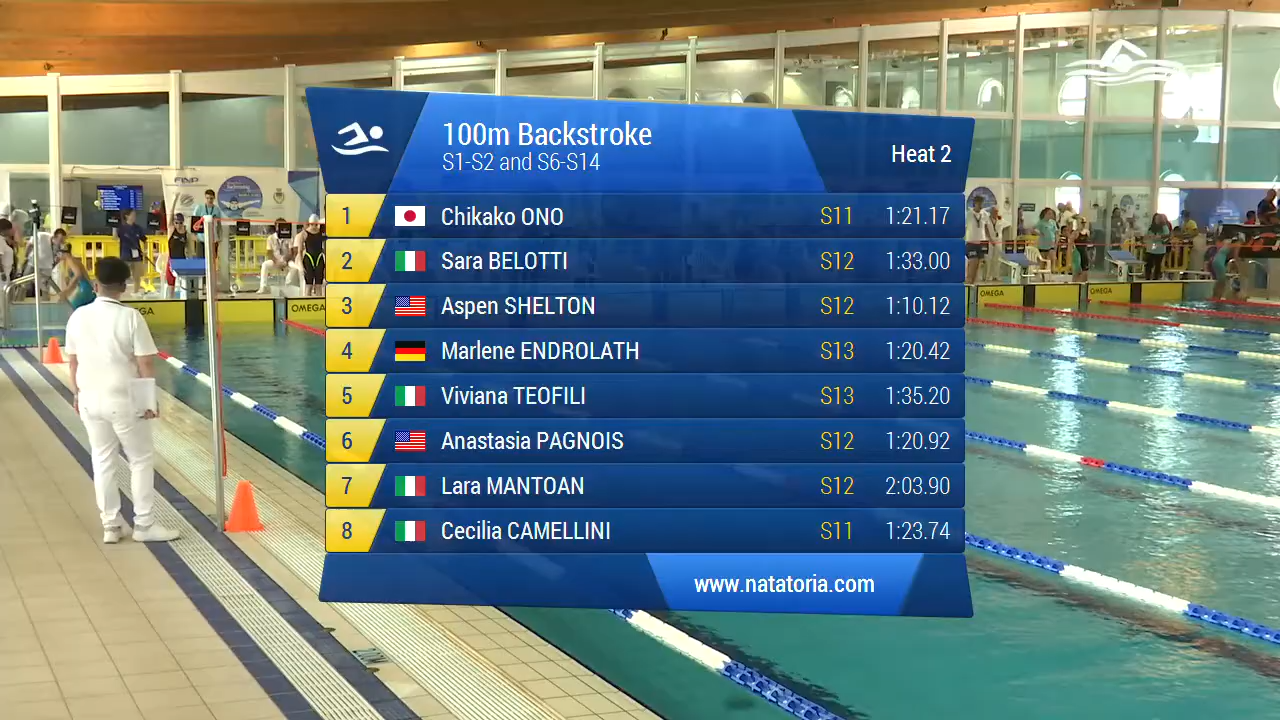 100m Backstroke
S1-S2 and S6-S14
Heat 2
1 Chikako ONO S11 1:21.17
2 Sara BELOTTI S12 1:33.00
3 Aspen SHELTON S12 1:10.12
4 Marlene ENDROLATH S13 1:20.42
5 Viviana TEOFILI S13 1:35.20
6 Anastasia PAGNOIS S12 1:20.92
7 Lara MANTOAN S12 2:03.90
8 Cecilia CAMELLINI S11 1:23.74
www.natatoria.com
OMEGA
OMEGA
OMEGA